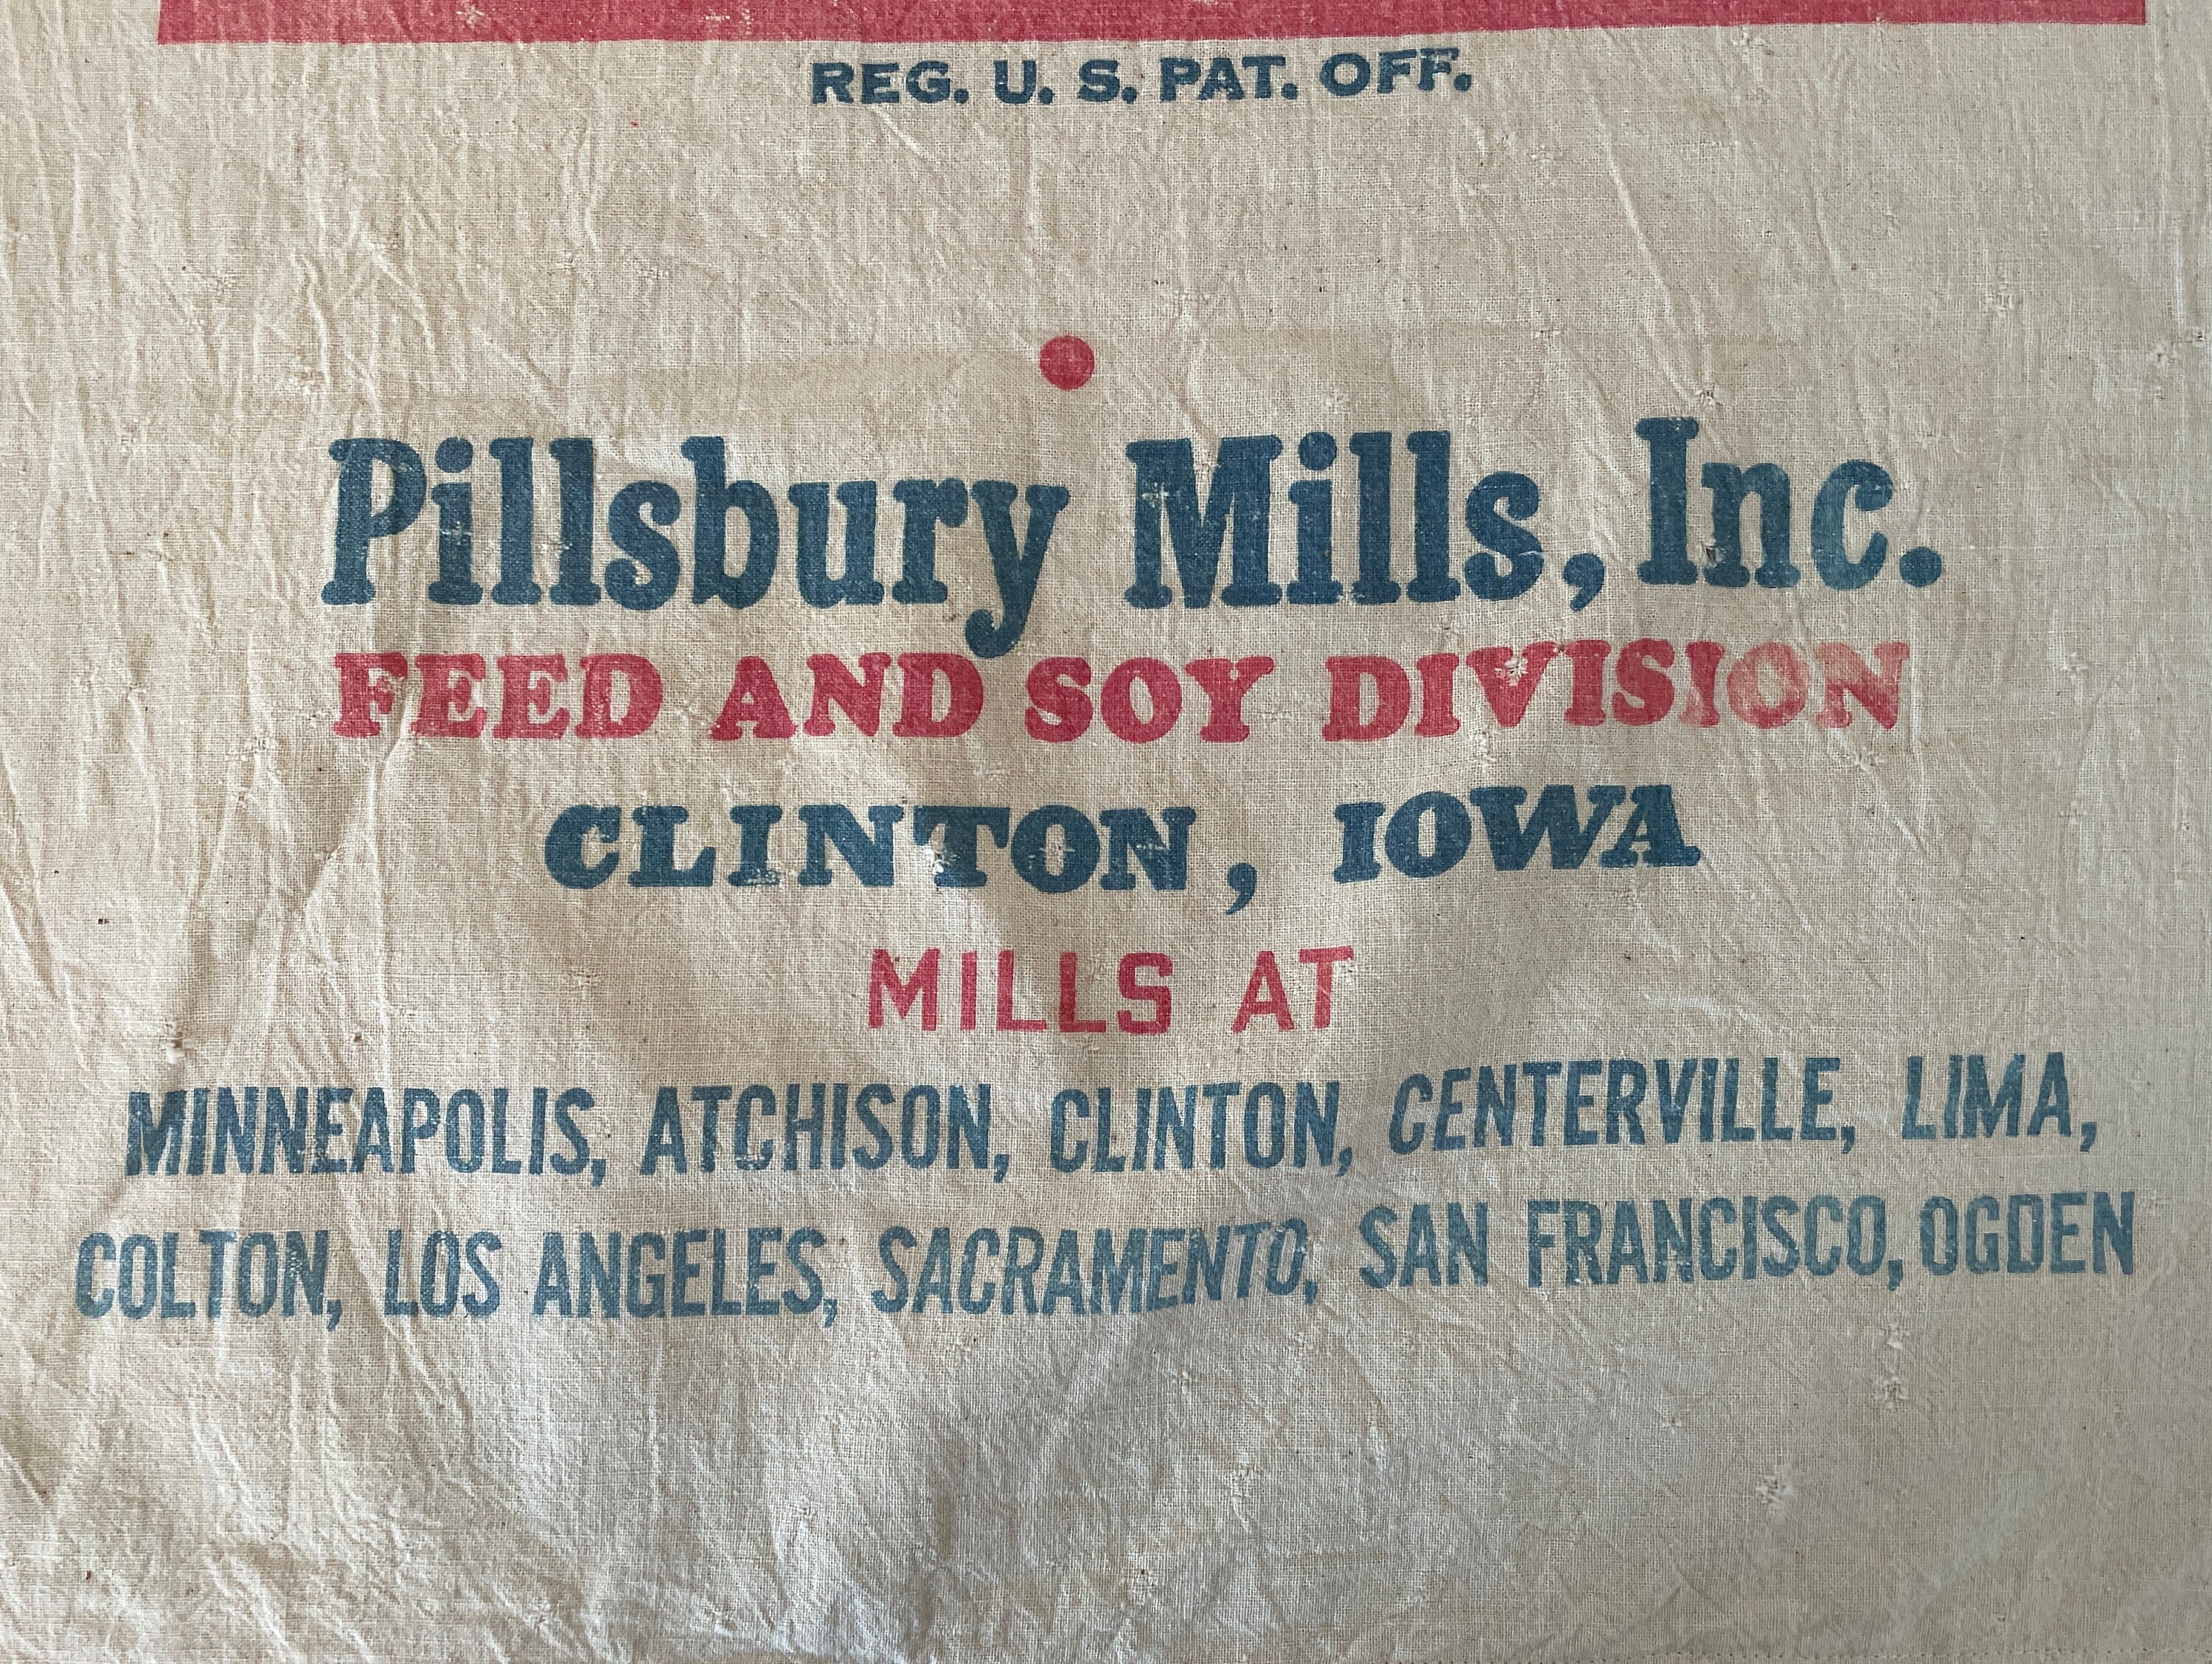 REG. U. S. PAT. OFF.
Pillsbury Mills, Inc.
FEED AND SOY DIVISION
CLINTON, IOWA
MILLS AT
MINNEAPOLIS, ATCHISON, CLINTON, CENTERVILLE, LIMA,
COLTON, LOS ANGELES, SACRAMENTO, SAN FRANCISCO, OGDEN